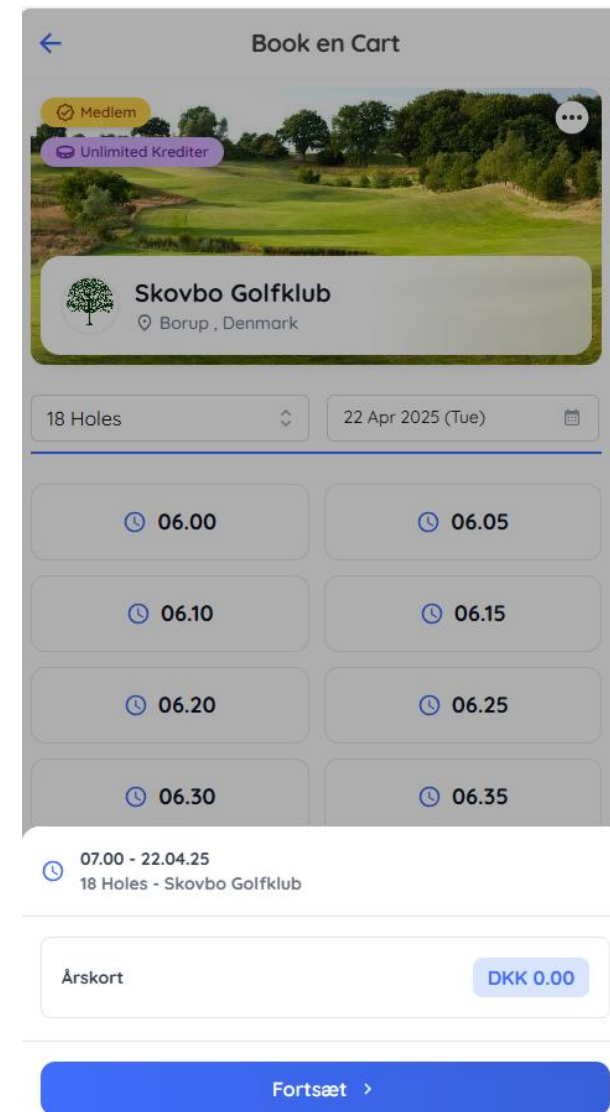 Book en Cart
Medlem
Unlimited Krediter
Skovbo Golfklub
Borup , Denmark
18 Holes
22 Apr 2025 (Tue)
06.00
06.05
06.10
06.15
06.20
06.25
06.30
06.35
07.00 - 22.04.25
18 Holes - Skovbo Golfklub
Årskort
DKK 0.00
Fortsæt